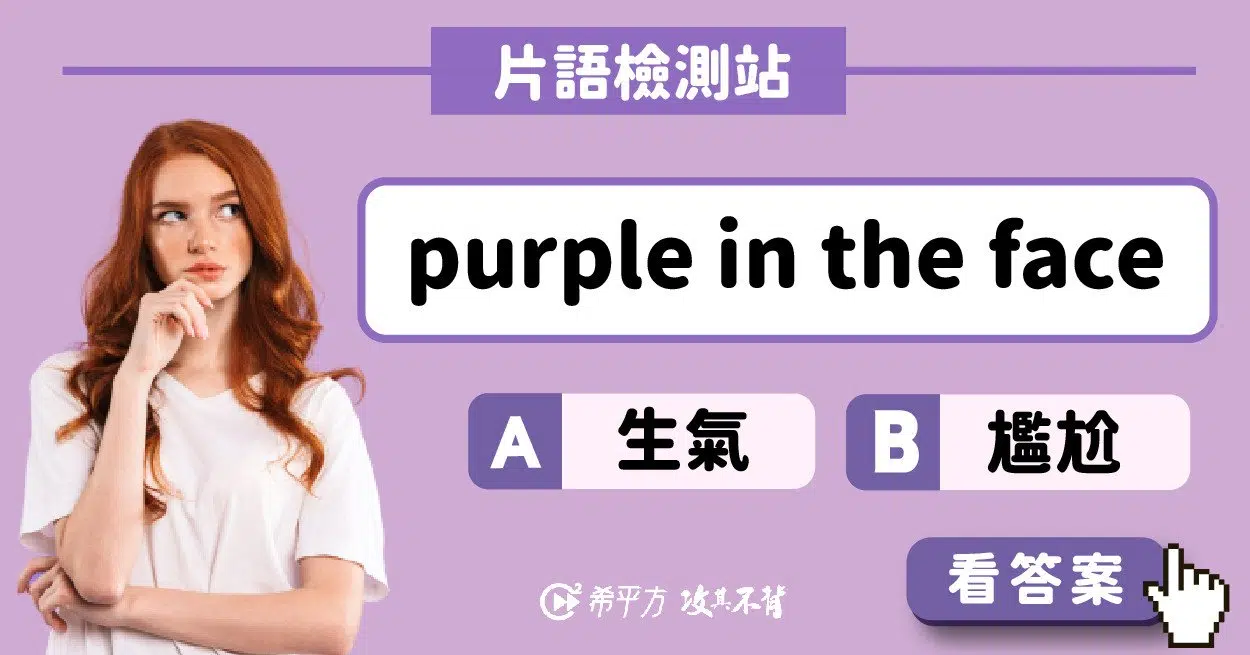 片語檢測站
purple in the face
A 生氣
B 尷尬
看答案
希平方 攻其不背